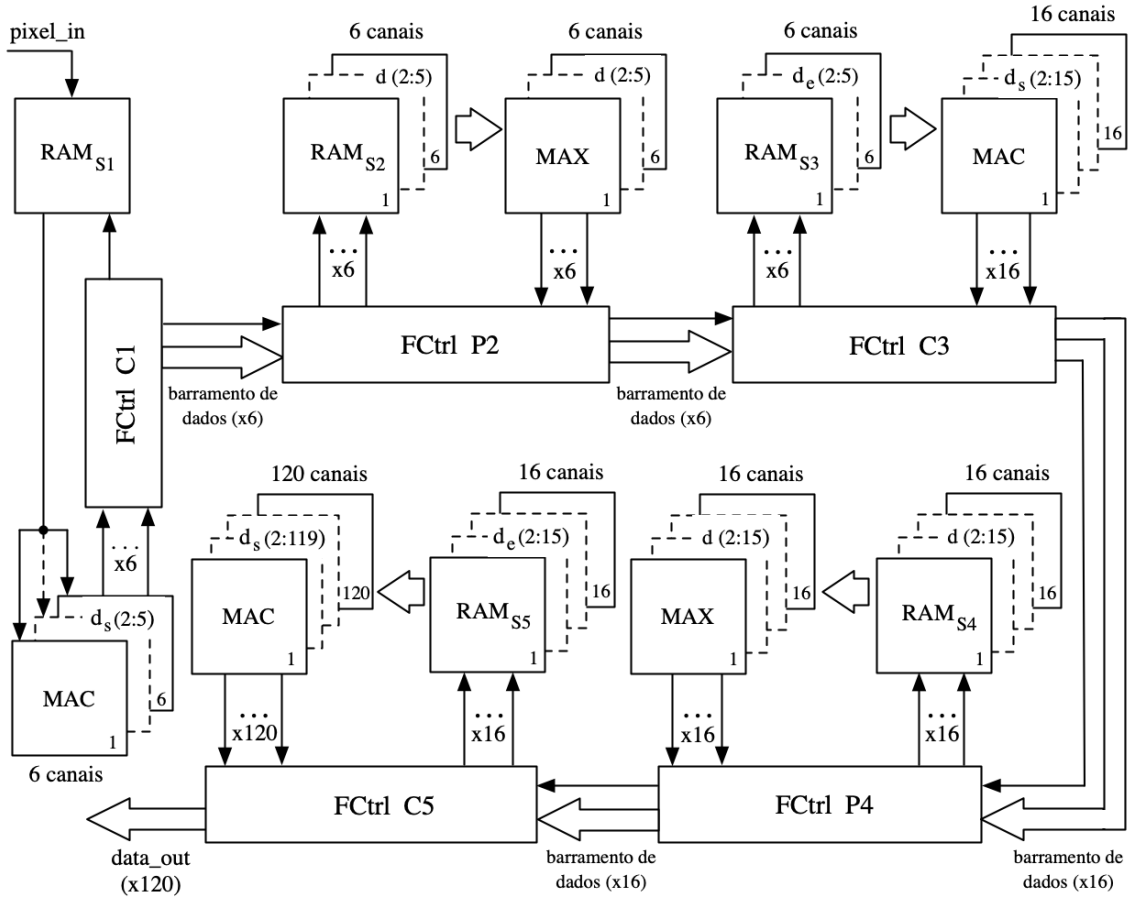 pixel_in
6 canais
6 canais
6 canais
16 canais
d (2:5)
d (2:5)
d_e (2:5)
d_s (2:15)
RAM_S1
RAM_S2
6
1
MAX
6
1
RAM_S3
6
1
MAC
16
1
...
x6
...
x6
...
x6
...
x16
FCtrl C1
FCtrl P2
FCtrl C3
barramento de
dados (x6)
barramento de
dados (x6)
120 canais
16 canais
16 canais
16 canais
...
x6
d_s (2:119)
d_e (2:15)
d (2:15)
d (2:15)
MAC
120
1
RAM_S5
16
1
MAX
16
1
RAM_S4
16
1
d_s (2:5)
MAC
6
1
6 canais
...
x120
...
x16
...
x16
...
x16
FCtrl C5
FCtrl P4
data_out
(x120)
barramento de
dados (x16)
barramento de
dados (x16)